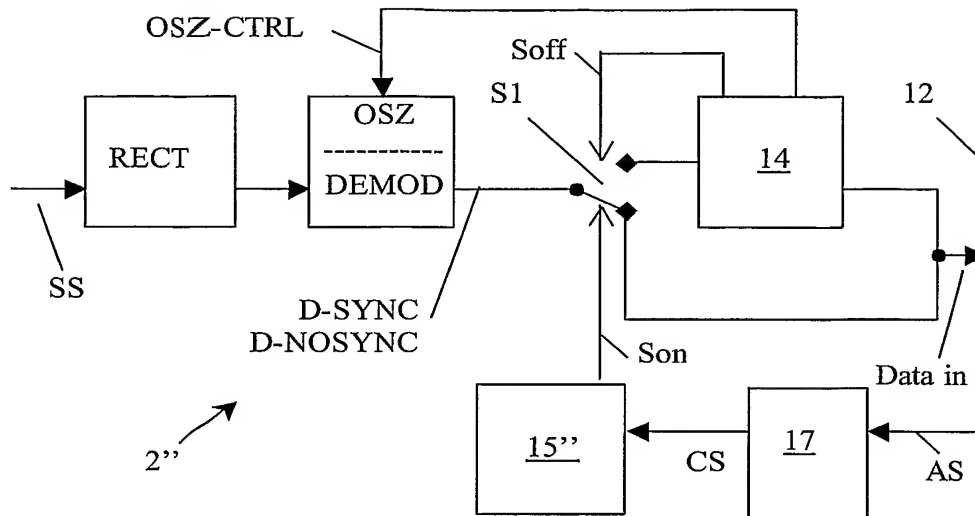 OSZ-CTRL
Soff
S1
12
RECT
OSZ
DEMOD
14
SS
D-SYNC
D-NOSYNC
Son
Data in
2’’
15’’
CS
17
AS